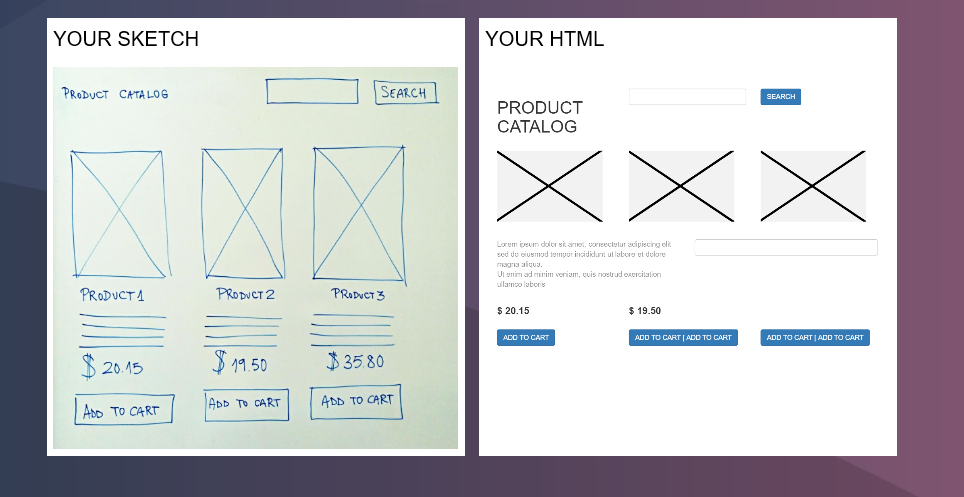 YOUR SKETCH
PRODUCT CATALOG
SEARCH
PRODUCT 1
PRODUCT 2
PRODUCT 3
$ 20.15
$ 19.50
$ 35.80
ADD TO CART
ADD TO CART
ADD TO CART
YOUR HTML
SEARCH
PRODUCT
CATALOG
Lorem ipsum dolor sit amet, consectetur adipiscing elit
sed do eiusmod tempor incididunt ut labore et dolore
magna aliqua.
Ut enim ad minim veniam, quis nostrud exercitation
ullamco laboris
$ 20.15
$ 19.50
ADD TO CART
ADD TO CART | ADD TO CART
ADD TO CART | ADD TO CART